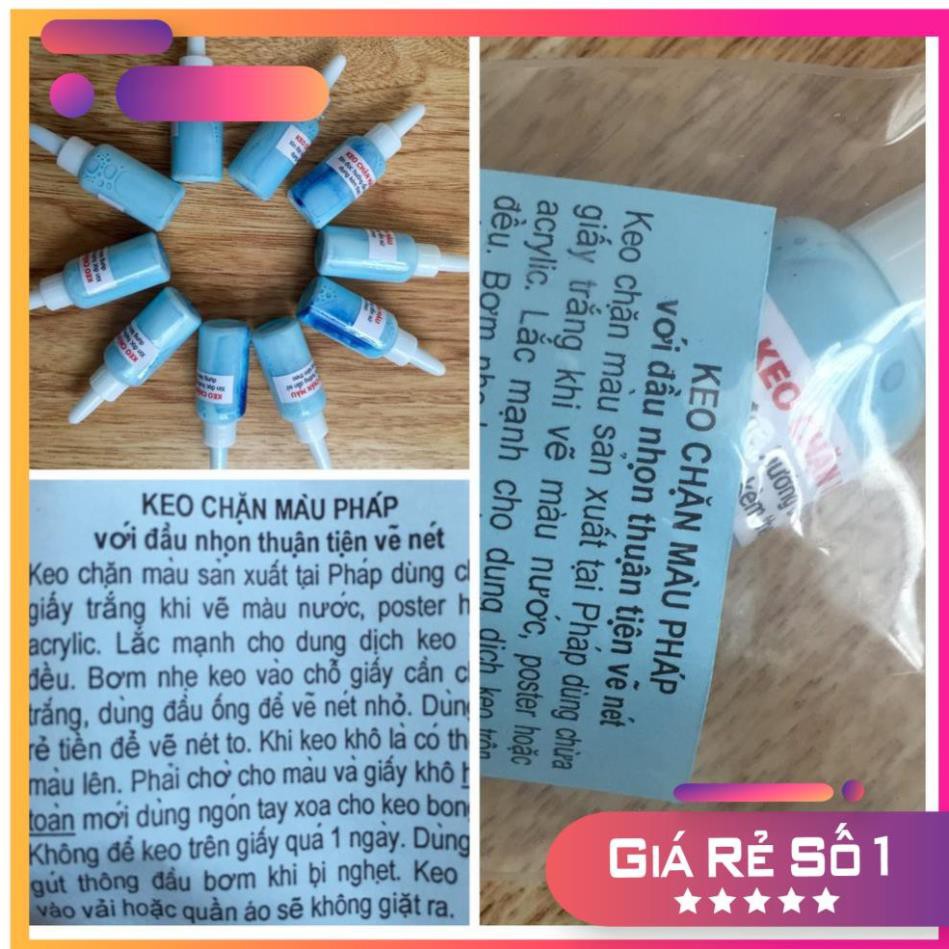 KEO CHẶN MÀU PHÁP
với đầu nhọn thuận tiện vẽ nét
Keo chặn màu sản xuất tại Pháp dùng
giấy trắng khi vẽ màu nước, poster
acrylic. Lắc mạnh cho dung dịch keo
đều. Bơm nhẹ keo vào chỗ giấy cần
trắng, dùng đầu ống để vẽ nét nhỏ. Dùng
rẻ tiền để vẽ nét to. Khi keo khô là có
màu lên. Phải chờ cho màu và giấy khô
toàn mới dùng ngón tay xoa cho keo
Không để keo trên giấy quá 1 ngày. Dùng
gút thông đầu bơm khi bị nghẹt. Keo
vào vải hoặc quần áo sẽ không giặt ra.
KEO CHẶN MÀU PHÁP
với đầu nhọn thuận tiện vẽ nét
Keo chặn màu sản xuất tại Pháp dùng chừa
giấy trắng khi vẽ màu nước, poster hoặc
acrylic. Lắc mạnh cho dung dịch keo trộn
đều. Bơm
KEO CHẶN
GIÁ RẺ SỐ 1